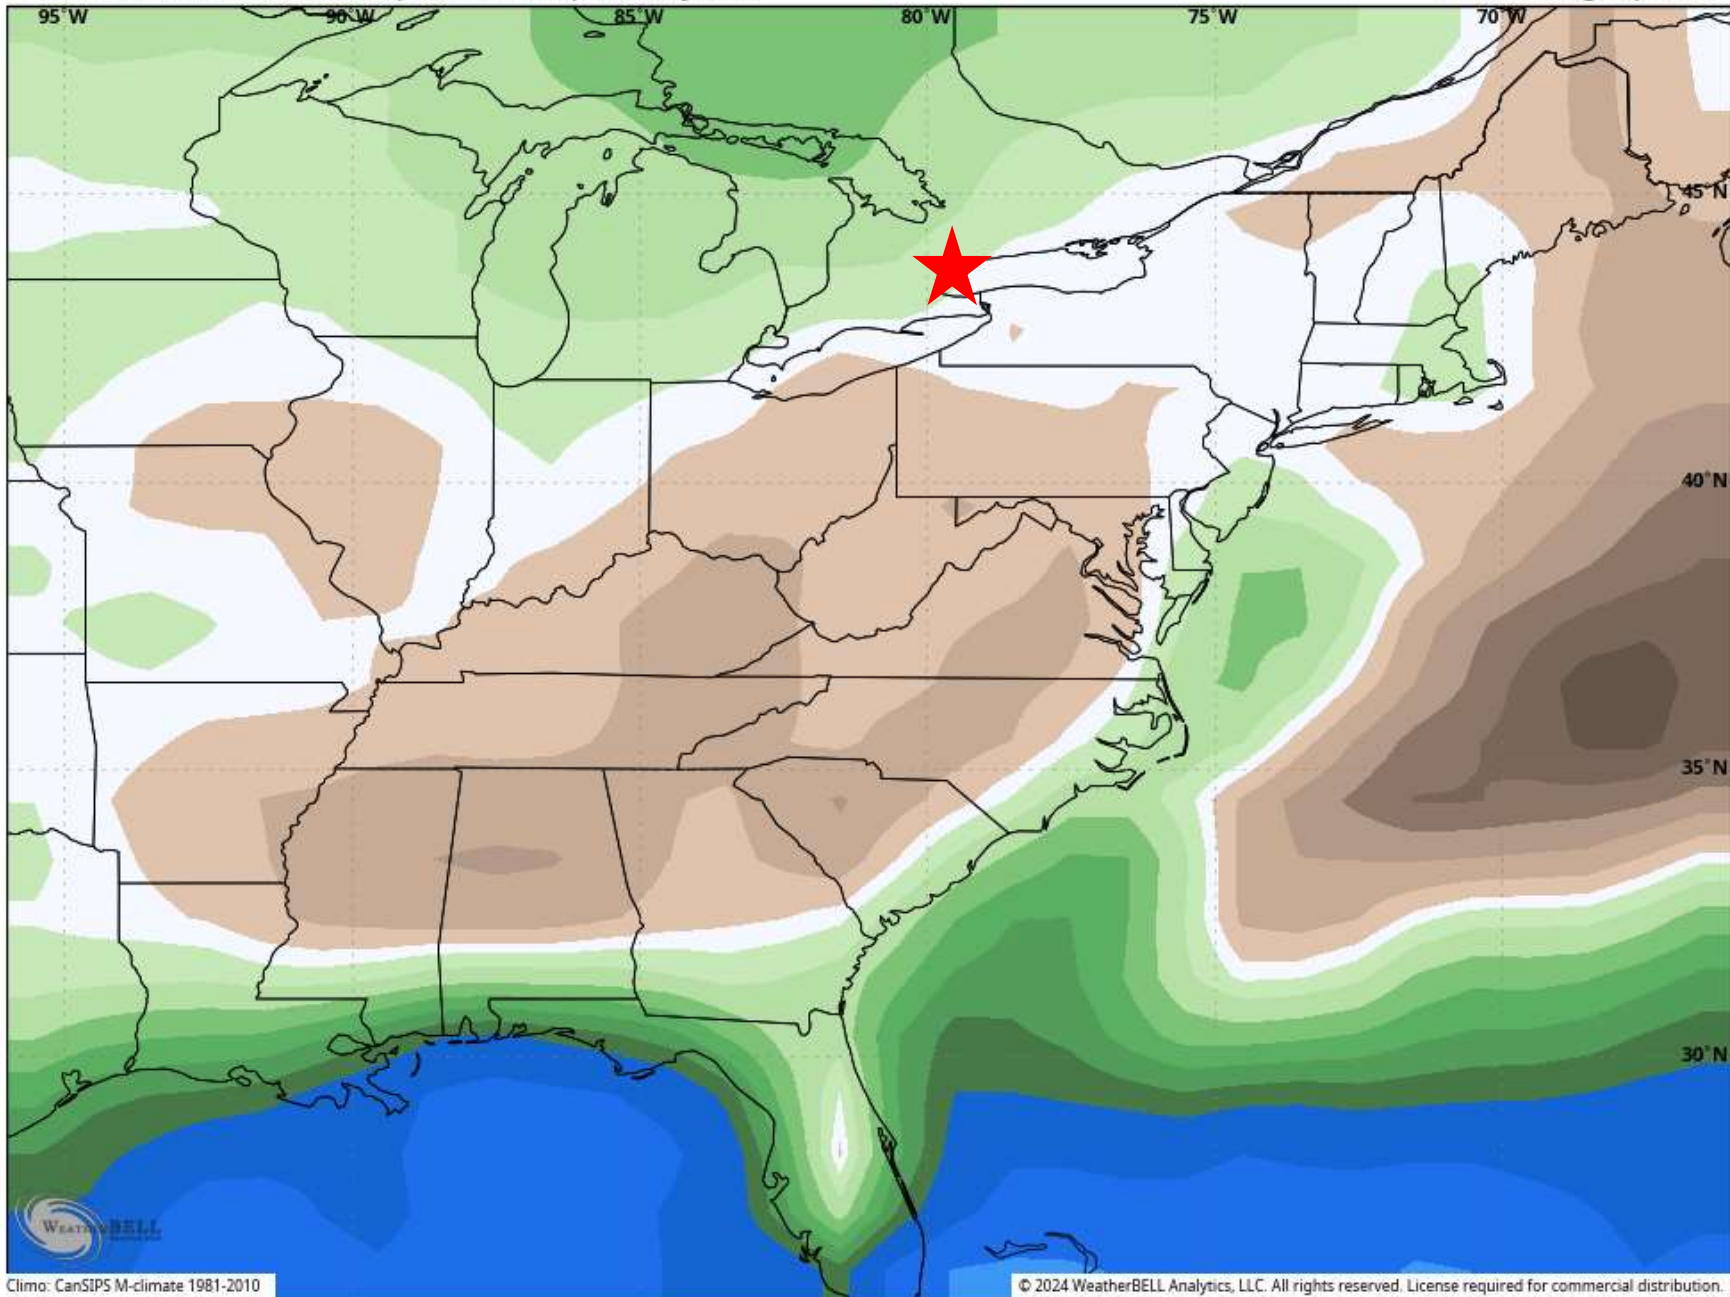 95°W 90°W 85°W 80°W 75°W 70°W
45°N
40°N
35°N
30°N
WEATHERBELL
Climo: CanSIPS M-climate 1981-2010
© 2024 WeatherBELL Analytics, LLC. All rights reserved. License required for commercial distribution.